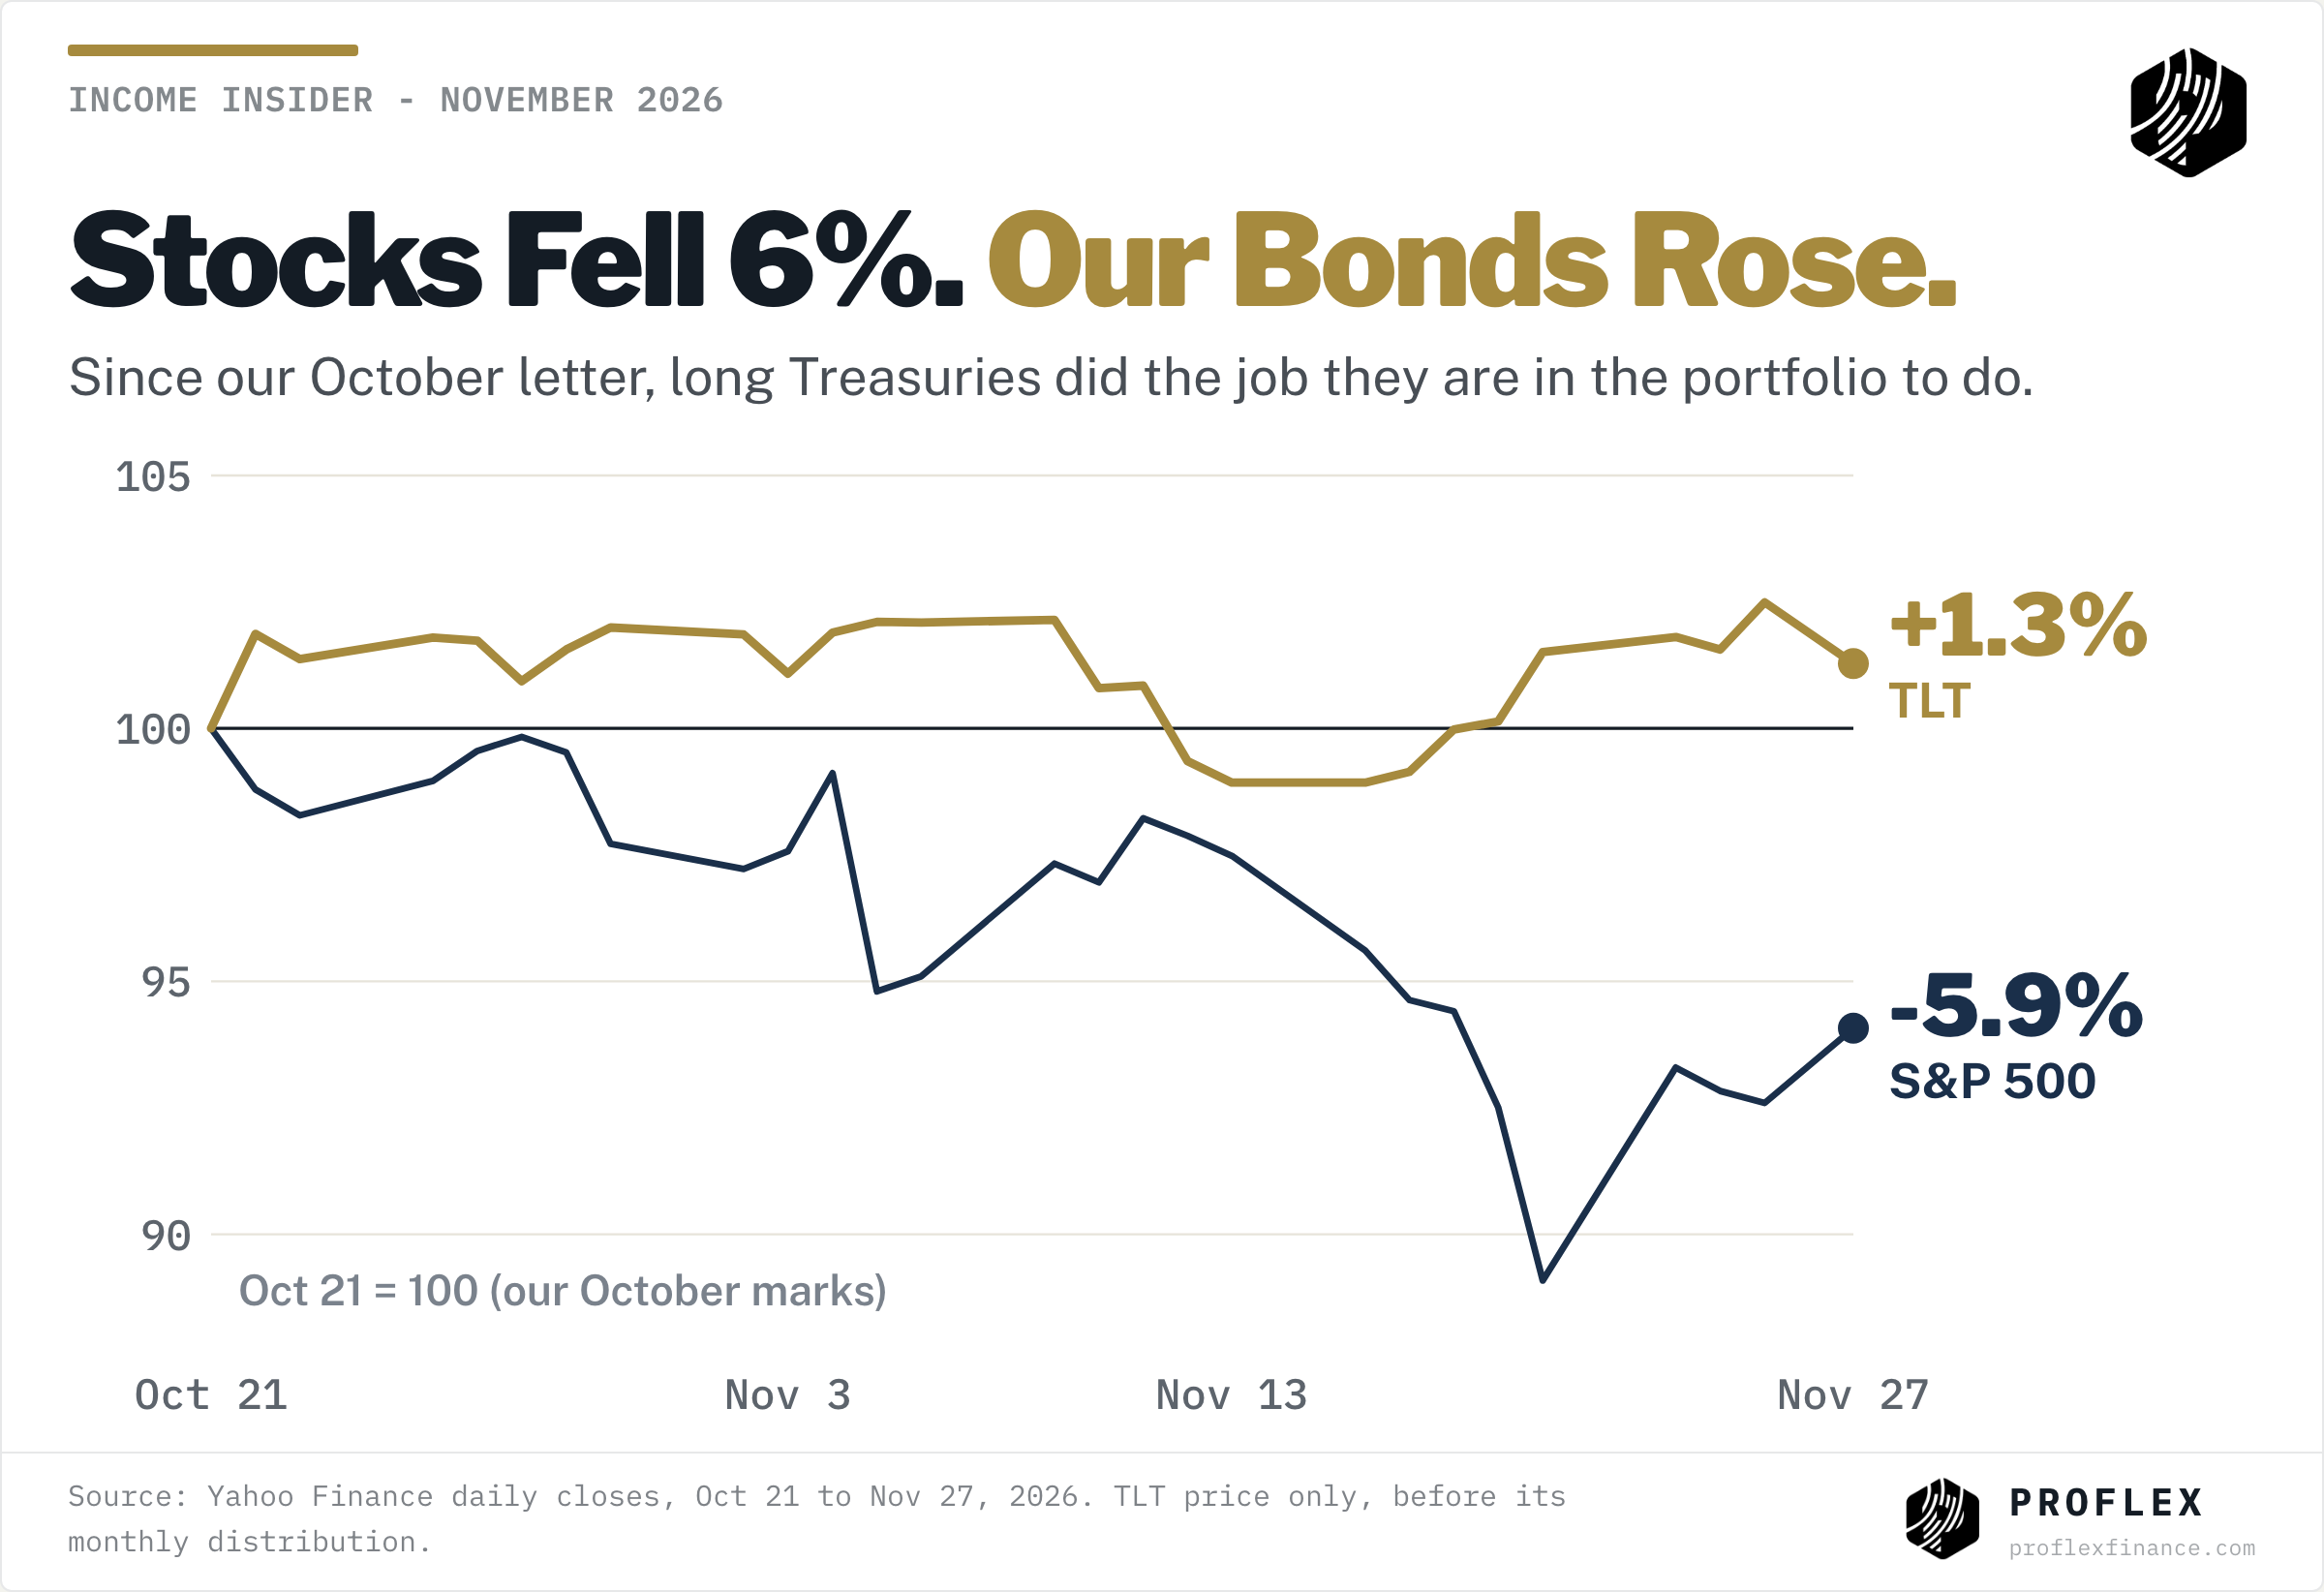 INCOME INSIDER - NOVEMBER 2026
Stocks Fell 6%. Our Bonds Rose.
Since our October letter, long Treasuries did the job they are in the portfolio to do.
105
100
95
90
+1.3%
TLT
-5.9%
S&P 500
Oct 21 = 100 (our October marks)
Oct 21
Nov 3
Nov 13
Nov 27
Source: Yahoo Finance daily closes, Oct 21 to Nov 27, 2026. TLT price only, before its
monthly distribution.
PROFLEX
proflexfinance.com